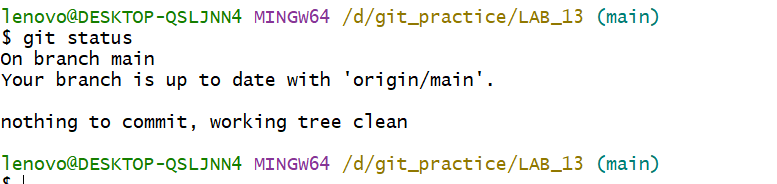 lenovo@DESKTOP-QSLJNN4 MINGW64 /d/git_practice/LAB_13 (main)
$ git status
On branch main
Your branch is up to date with 'origin/main'.
nothing to commit, working tree clean
lenovo@DESKTOP-QSLJNN4 MINGW64 /d/git_practice/LAB_13 (main)
$